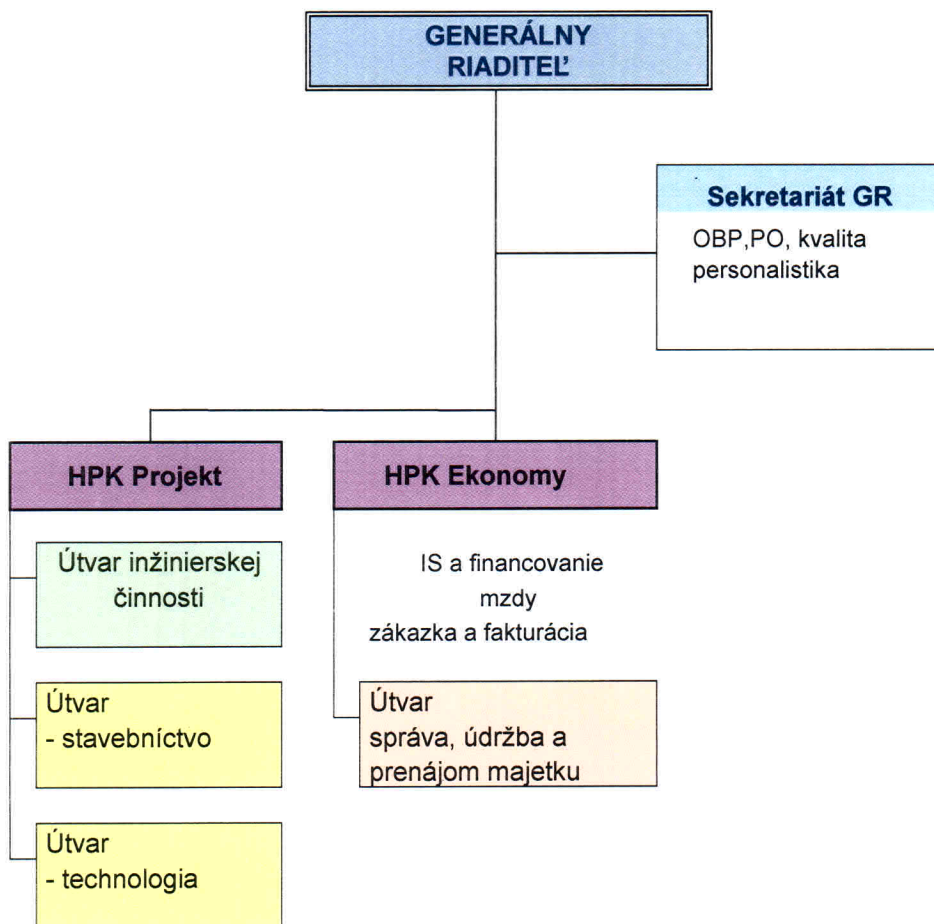 GENERÁLNY
RIADITEĽ
Sekretariát GR
OBP,PO, kvalita
personalistika
HPK Projekt
Útvar inžinierskej
činnosti
Útvar
- stavebníctvo
Útvar
- technologia
HPK Ekonomy
IS a financovanie
mzdy
zákazka a fakturácia
Útvar
správa, údržba a
prenájom majetku